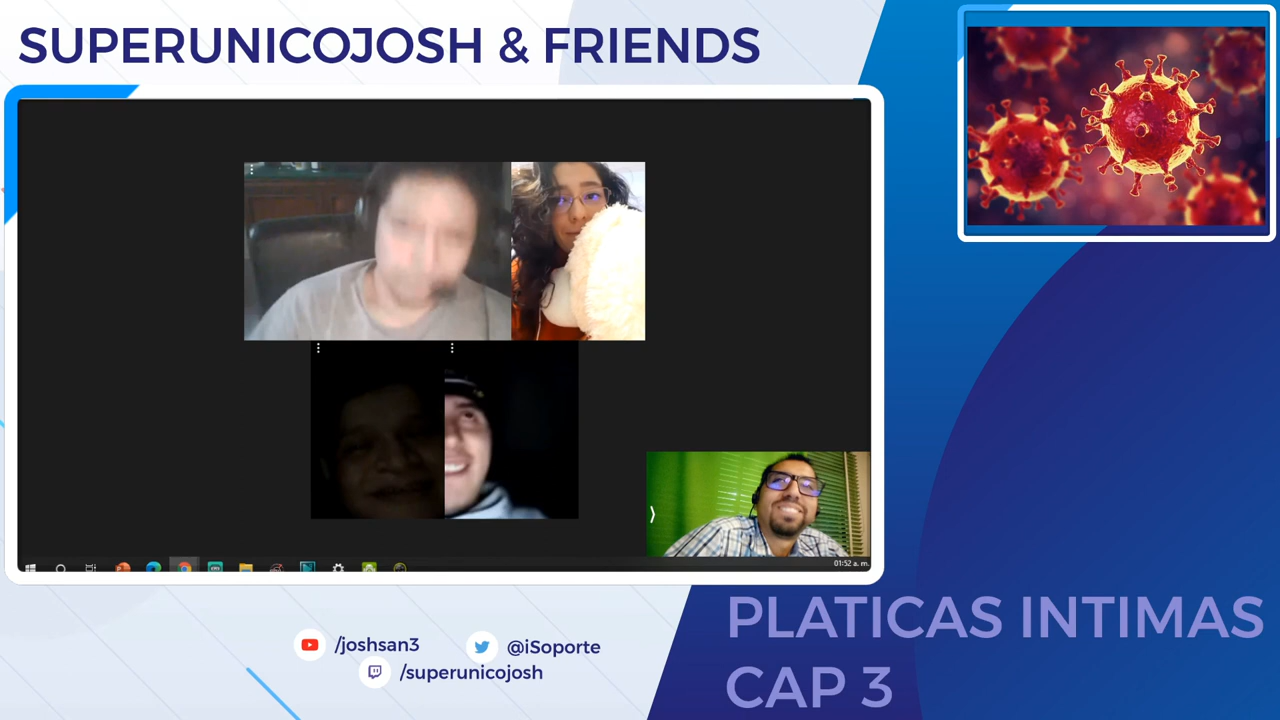 SUPERUNICOJOSH & FRIENDS
01:52 a. m.
/joshsan3
@iSoporte
/superunicojosh
PLATICAS INTIMAS
CAP 3